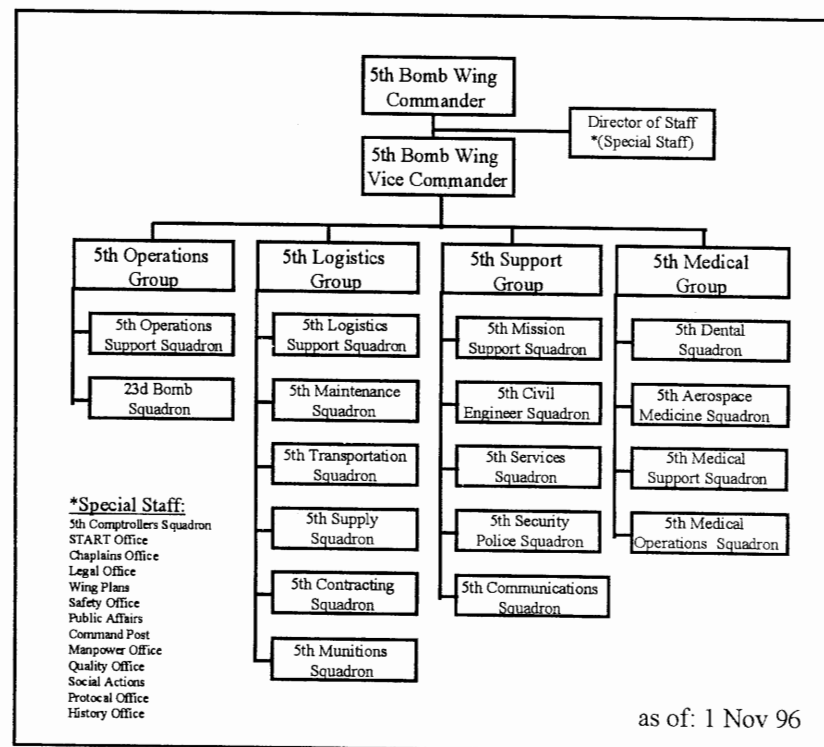 5th Bomb Wing
Commander
Director of Staff
*(Special Staff)
5th Bomb Wing
Vice Commander
5th Operations
Group
5th Operations
Support Squadron
23d Bomb
Squadron
5th Logistics
Group
5th Logistics
Support Squadron
5th Maintenance
Squadron
5th Transportation
Squadron
5th Supply
Squadron
5th Contracting
Squadron
5th Munitions
Squadron
5th Support
Group
5th Mission
Support Squadron
5th Civil
Engineer Squadron
5th Services
Squadron
5th Security
Police Squadron
5th Communications
Squadron
5th Medical
Group
5th Dental
Squadron
5th Aerospace
Medicine Squadron
5th Medical
Support Squadron
5th Medical
Operations Squadron
*Special Staff:
5th Comptrollers Squadron
START Office
Chaplains Office
Legal Office
Wing Plans
Safety Office
Public Affairs
Command Post
Manpower Office
Quality Office
Social Actions
Protocal Office
History Office
as of: 1 Nov 96